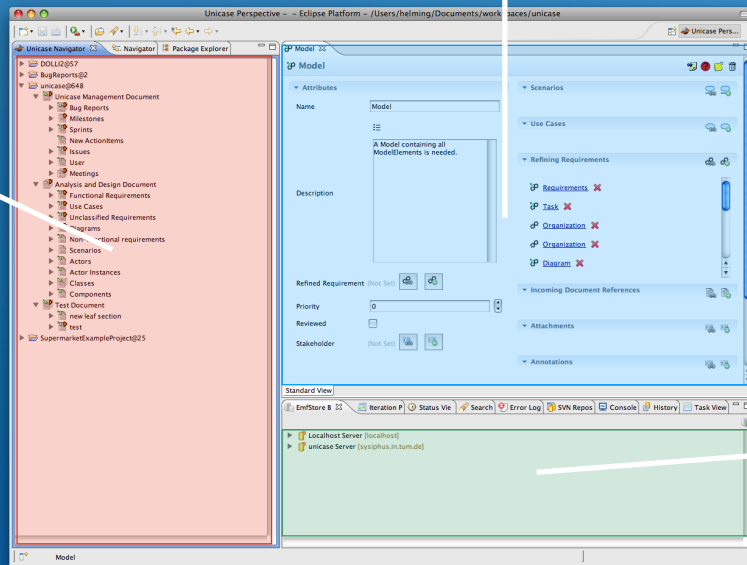 Unicase Perspective - - Eclipse Platform - /Users/helming/Documents/workspaces/unicase
Unicase Pers...
Unicase Navigator
Navigator
Package Explorer
DOLLI2@57
BugReports@2
unicase@648
Unicase Management Document
Bug Reports
Milestones
Sprints
New ActionItems
Issues
User
Meetings
Analysis and Design Document
Functional Requirements
Use Cases
Unclassified Requirements
Diagrams
Non-functional requirements
Scenarios
Actors
Actor Instances
Classes
Components
Test Document
new leaf section
test
SupermarketExampleProject@25
Model
Model
Attributes
Name
Model
Description
A Model containing all
ModelElements is needed.
Refined Requirement (Not Set)
Priority
0
Reviewed
Stakeholder (Not Set)
Scenarios
Use Cases
Refining Requirements
Requirements
Task
Organization
Organization
Diagram
Incoming Document References
Attachments
Annotations
Standard View
EmfStore B
Iteration P
Status Vie
Search
Error Log
SVN Repos
Console
History
Task View
Localhost Server [localhost]
unicase Server [sysiphus.in.tum.de]
Model